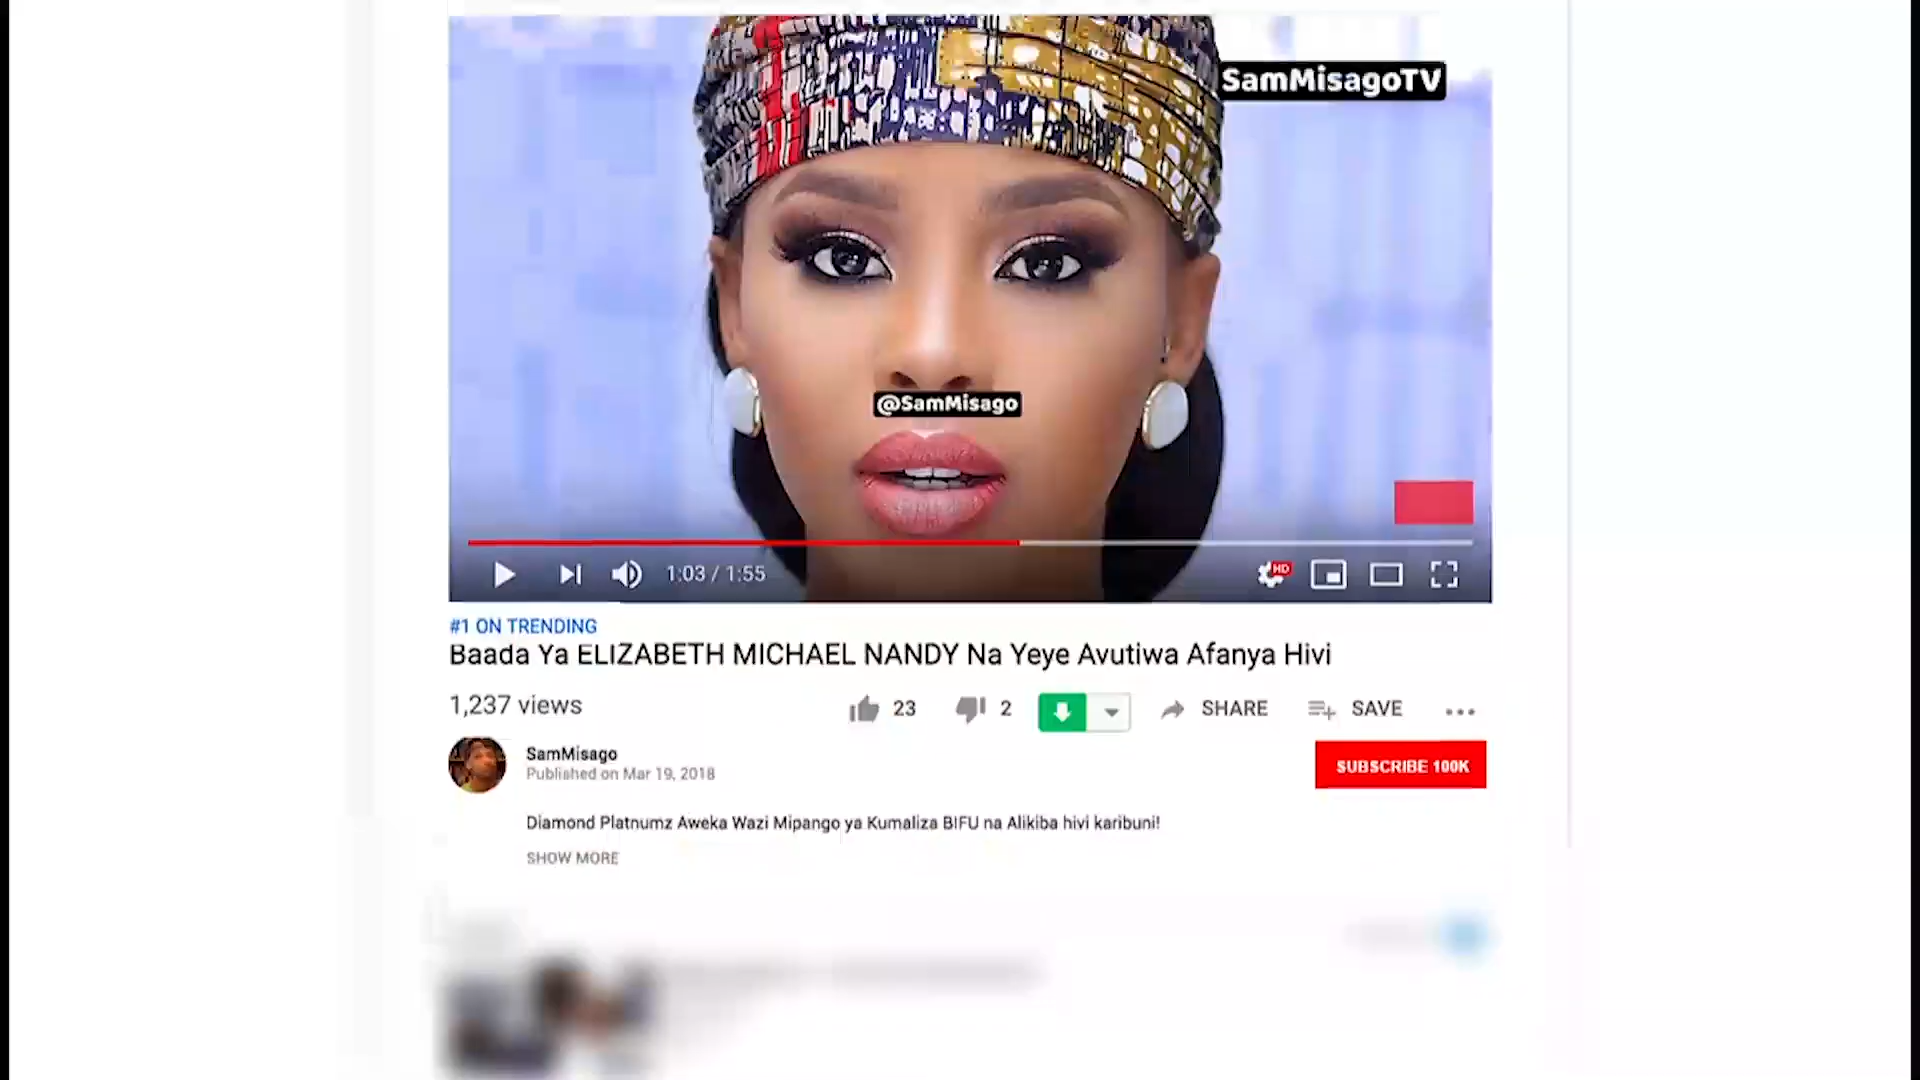 SamMisagoTV
@SamMisago
1:03 / 1:55
HD
#1 ON TRENDING
Baada Ya ELIZABETH MICHAEL NANDY Na Yeye Avutiwa Afanya Hivi
1,237 views 23 2 SHARE SAVE
SamMisago
Published on Mar 19, 2018
SUBSCRIBE 100K
Diamond Platnumz Aweka Wazi Mipango ya Kumaliza BIFU na Alikiba hivi karibuni!
SHOW MORE